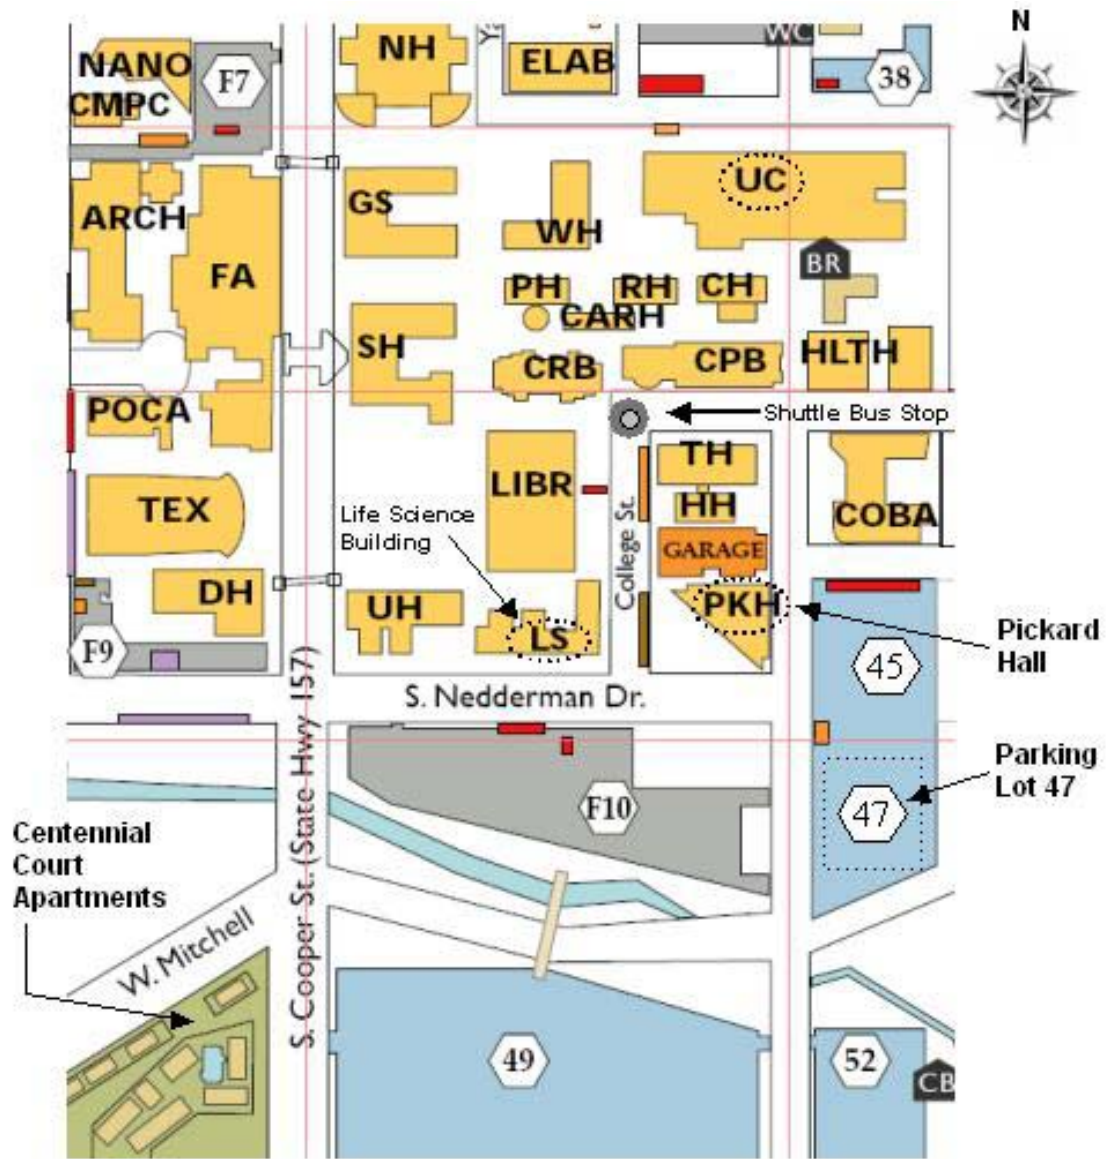 N
NH
ELAB
Ya
WC
NANO
CMPC
F7
38
ARCH
GS
WH
UC
FA
BR
PH
RH
CH
CARH
SH
CRB
CPB
HLTH
POCA
Shuttle Bus Stop
TH
LIBR
TEX
Life Science
Building
HH
COBA
College St.
GARAGE
DH
UH
LS
PKH
Pickard
Hall
F9
45
S. Nedderman Dr.
Parking
Lot 47
F10
47
Centennial
Court
Apartments
W. Mitchell
S. Cooper St. (State Hwy 157)
49
52
CB